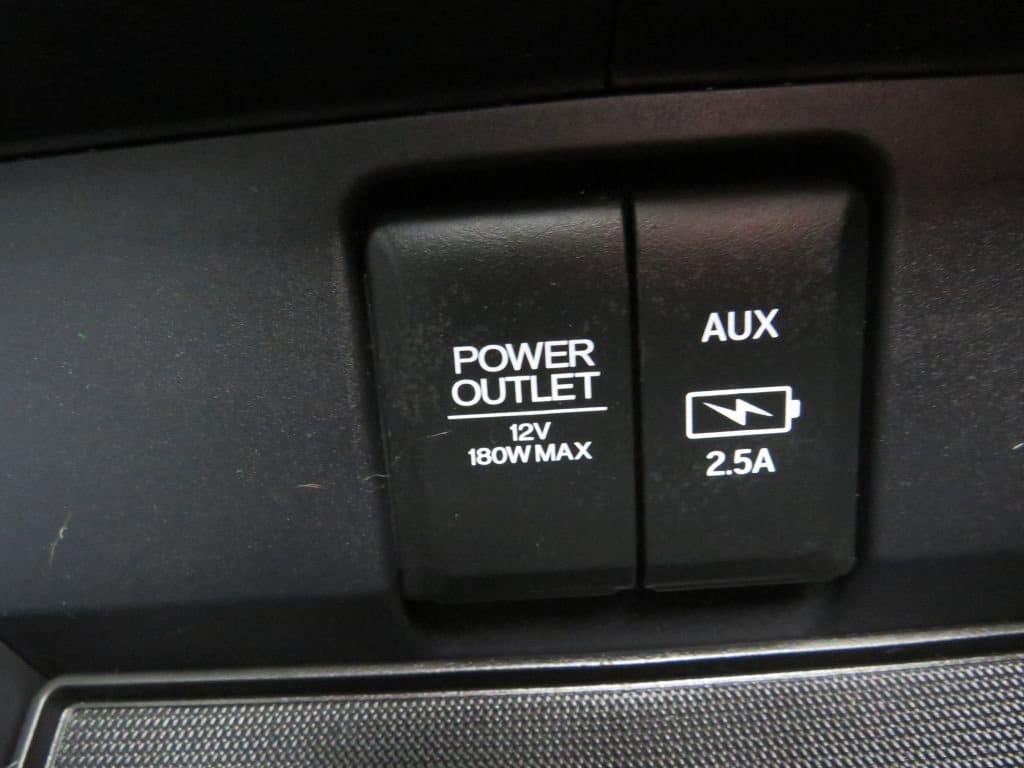 POWER
OUTLET
12V
180W MAX
AUX
2.5A